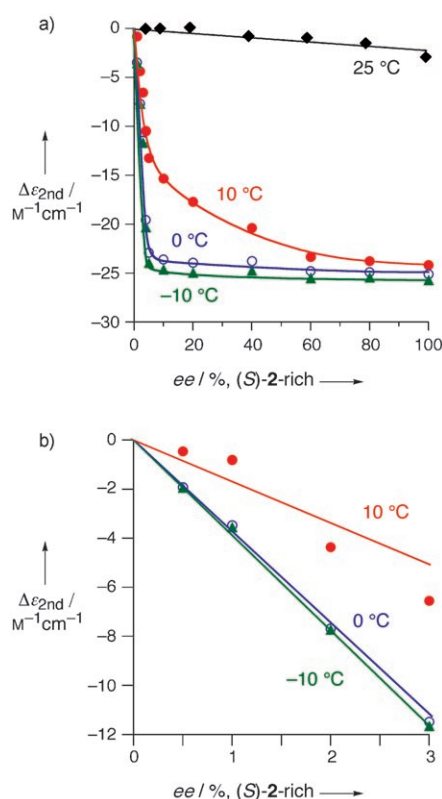 a)
0
−5
−10
−15
−20
−25
−30
Δε2nd /
M−1cm−1
25 °C
10 °C
0 °C
−10 °C
0 20 40 60 80 100
ee / %, (S)-2-rich
b)
0
−2
−4
−6
−8
−10
−12
Δε2nd /
M−1cm−1
10 °C
0 °C
−10 °C
0 1 2 3
ee / %, (S)-2-rich